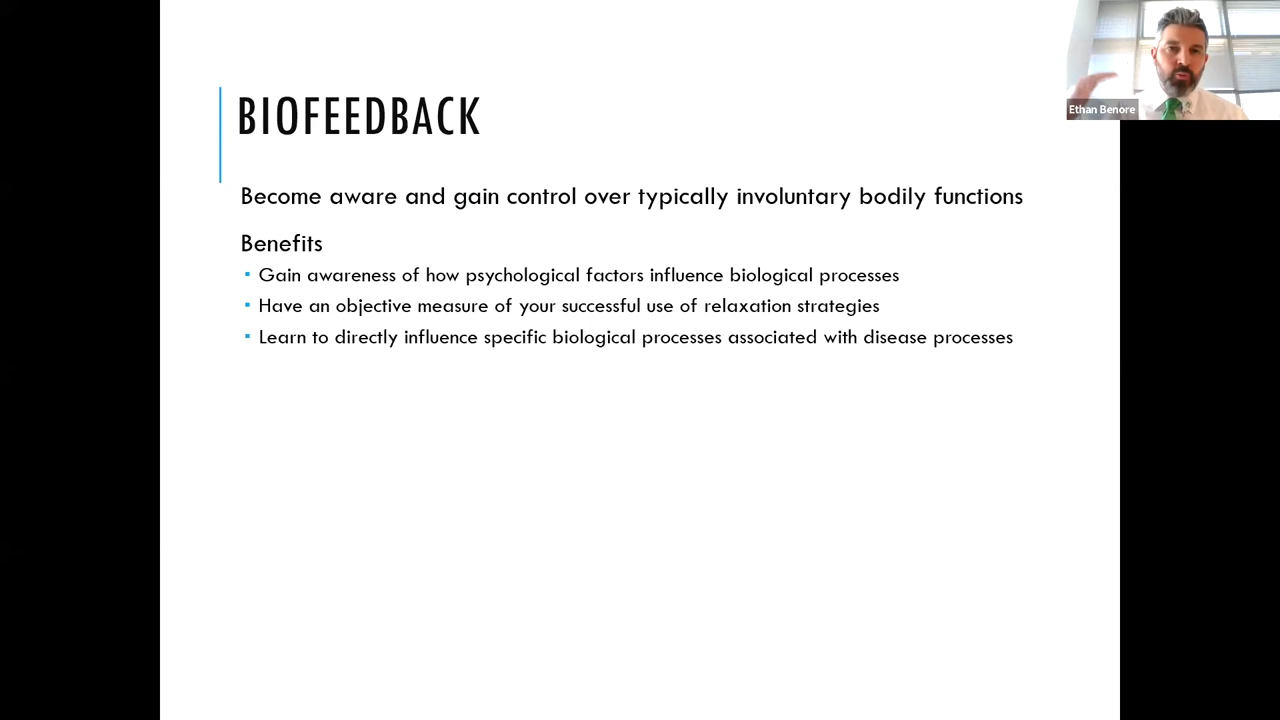 BIOFEEDBACK
Become aware and gain control over typically involuntary bodily functions
Benefits
▪ Gain awareness of how psychological factors influence biological processes
▪ Have an objective measure of your successful use of relaxation strategies
▪ Learn to directly influence specific biological processes associated with disease processes
Ethan Benore